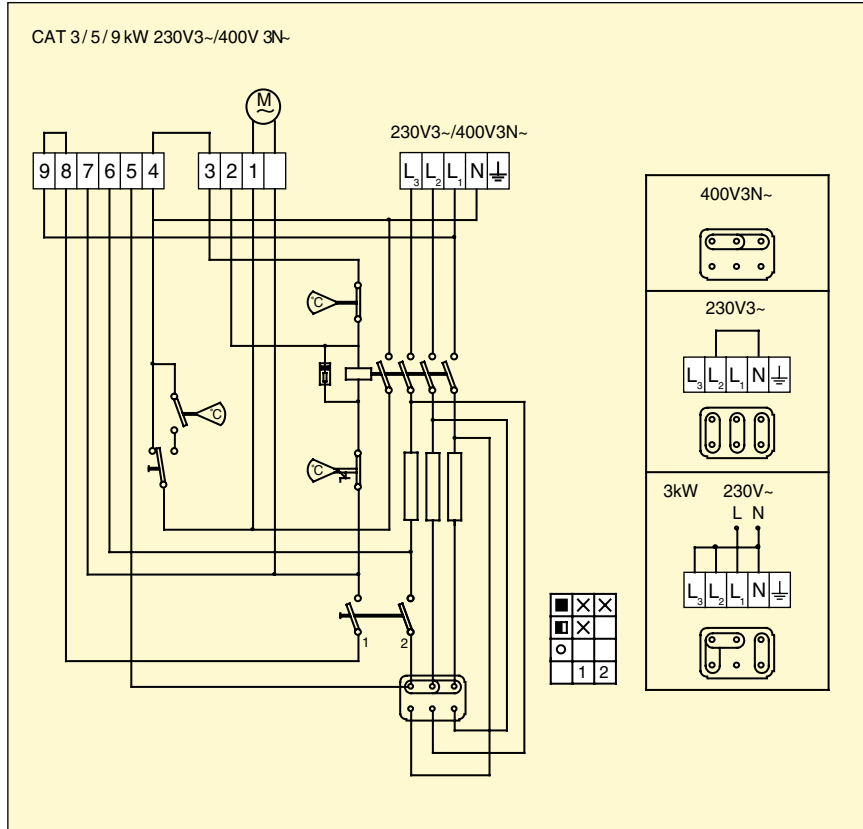 CAT 3/5/9 kW 230V3~/400V 3N~
M
~
230V3~/400V3N~
9 8 7 6 5 4 3 2 1 L3 L2 L1 N
400V3N~
°C
230V3~
L3 L2 L1 N
°C
°C
3kW 230V~
L N
L3 L2 L1 N
1 2
1 2